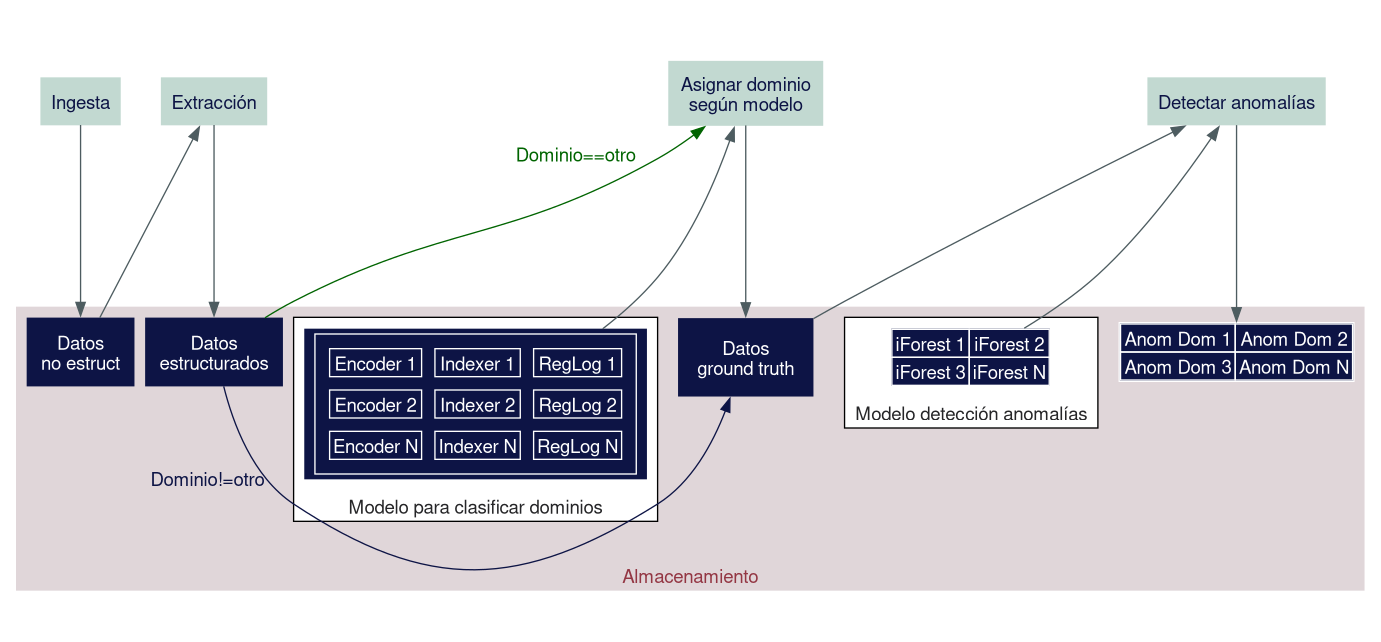 Ingesta
Extracción
Asignar dominio
según modelo
Detectar anomalías
Dominio==otro
Datos
no estruct
Datos
estructurados
Encoder 1
Indexer 1
RegLog 1
Encoder 2
Indexer 2
RegLog 2
Encoder N
Indexer N
RegLog N
Modelo para clasificar dominios
Datos
ground truth
iForest 1
iForest 2
iForest 3
iForest N
Modelo detección anomalías
Anom Dom 1
Anom Dom 2
Anom Dom 3
Anom Dom N
Dominio!=otro
Almacenamiento